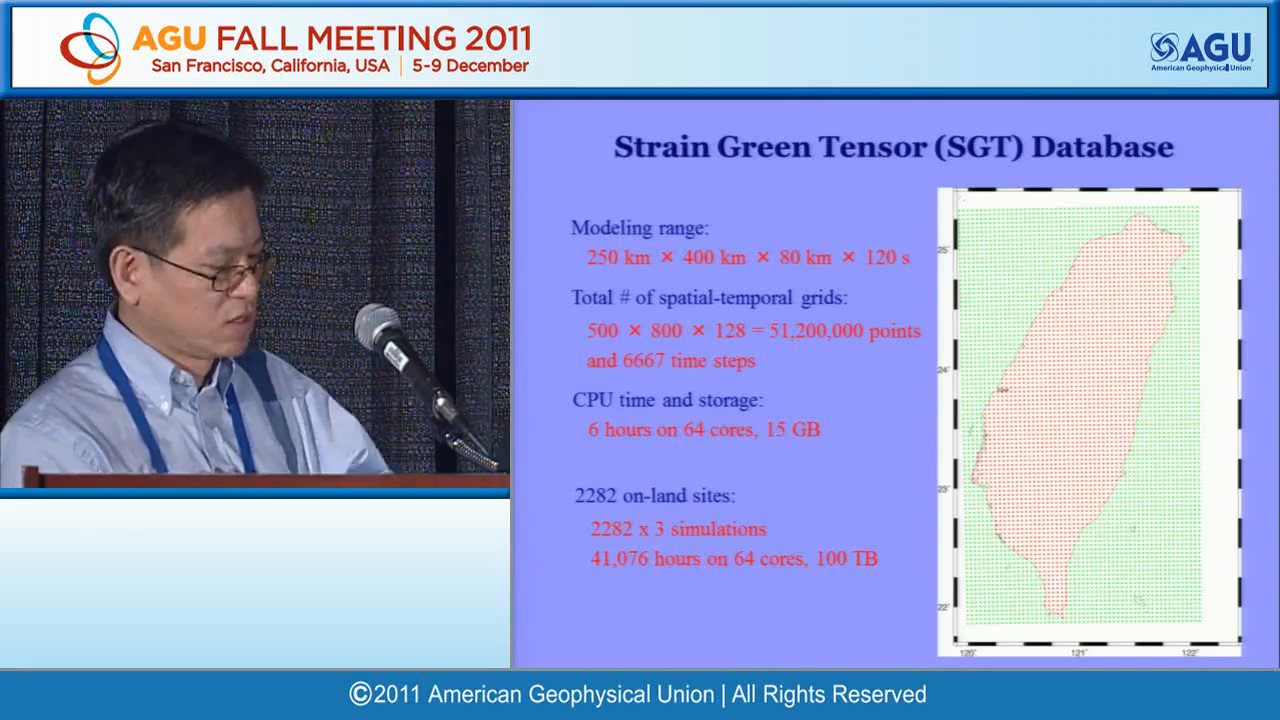 AGU FALL MEETING 2011
San Francisco, California, USA | 5-9 December
AGU
American Geophysical Union
Strain Green Tensor (SGT) Database
Modeling range:
250 km × 400 km × 80 km × 120 s
Total # of spatial-temporal grids:
500 × 800 × 128 = 51,200,000 points
and 6667 time steps
CPU time and storage:
6 hours on 64 cores, 15 GB
2282 on-land sites:
2282 x 3 simulations
41,076 hours on 64 cores, 100 TB
25°
24°
23°
22°
120°
121°
122°
©2011 American Geophysical Union | All Rights Reserved